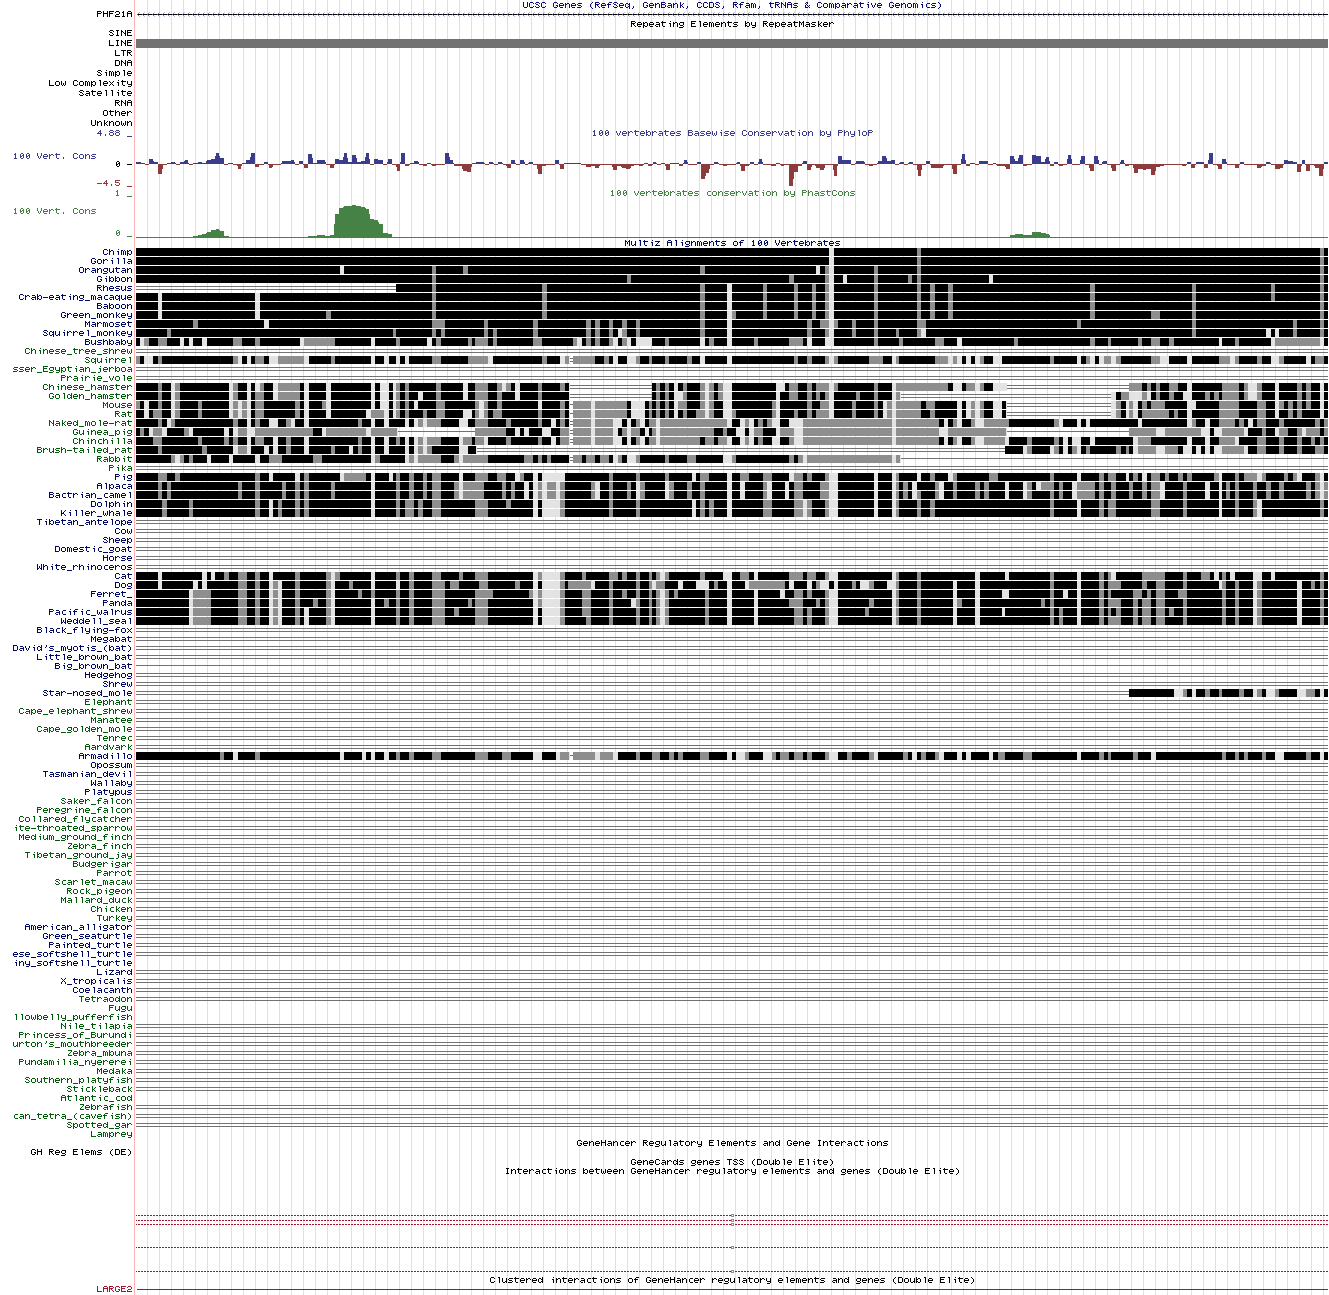 UCSC Genes (RefSeq, GenBank, CCDS, Rfam, tRNAs & Comparative Genomics)
PHF21A
Repeating Elements by RepeatMasker
SINE
LINE
LTR
DNA
Simple
Low Complexity
Satellite
RNA
Other
Unknown
4.88 _
100 vertebrates Basewise Conservation by PhyloP
100 Vert. Cons
0 -
-4.5 _
1 _
100 vertebrates conservation by PhastCons
100 Vert. Cons
0 _
Multiz Alignments of 100 Vertebrates
Chimp
Gorilla
Orangutan
Gibbon
Rhesus
Crab-eating_macaque
Baboon
Green_monkey
Marmoset
Squirrel_monkey
Bushbaby
Chinese_tree_shrew
Squirrel
sser_Egyptian_jerboa
Prairie_vole
Chinese_hamster
Golden_hamster
Mouse
Rat
Naked_mole-rat
Guinea_pig
Chinchilla
Brush-tailed_rat
Rabbit
Pika
Pig
Alpaca
Bactrian_camel
Dolphin
Killer_whale
Tibetan_antelope
Cow
Sheep
Domestic_goat
Horse
White_rhinoceros
Cat
Dog
Ferret_
Panda
Pacific_walrus
Weddell_seal
Black_flying-fox
Megabat
David's_myotis_(bat)
Little_brown_bat
Big_brown_bat
Hedgehog
Shrew
Star-nosed_mole
Elephant
Cape_elephant_shrew
Manatee
Cape_golden_mole
Tenrec
Aardvark
Armadillo
Opossum
Tasmanian_devil
Wallaby
Platypus
Saker_falcon
Peregrine_falcon
Collared_flycatcher
ite-throated_sparrow
Medium_ground_finch
Zebra_finch
Tibetan_ground_jay
Budgerigar
Parrot
Scarlet_macaw
Rock_pigeon
Mallard_duck
Chicken
Turkey
American_alligator
Green_seaturtle
Painted_turtle
ese_softshell_turtle
iny_softshell_turtle
Lizard
X_tropicalis
Coelacanth
Tetraodon
Fugu
llowbelly_pufferfish
Nile_tilapia
Princess_of_Burundi
urton's_mouthbreeder
Zebra_mbuna
Pundamilia_nyererei
Medaka
Southern_platyfish
Stickleback
Atlantic_cod
Zebrafish
can_tetra_(cavefish)
Spotted_gar
Lamprey
GeneHancer Regulatory Elements and Gene Interactions
GH Reg Elems (DE)
GeneCards genes TSS (Double Elite)
Interactions between GeneHancer regulatory elements and genes (Double Elite)
Clustered interactions of GeneHancer regulatory elements and genes (Double Elite)
LARGE2